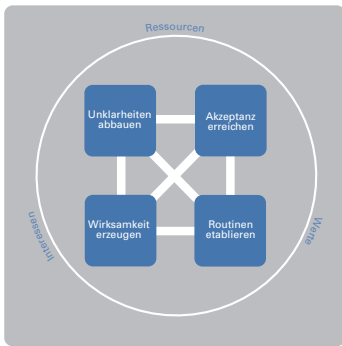 Ressourcen
Unklarheiten
abbauen
Akzeptanz
erreichen
Wirksamkeit
erzeugen
Routinen
etablieren
Interessen
Werte